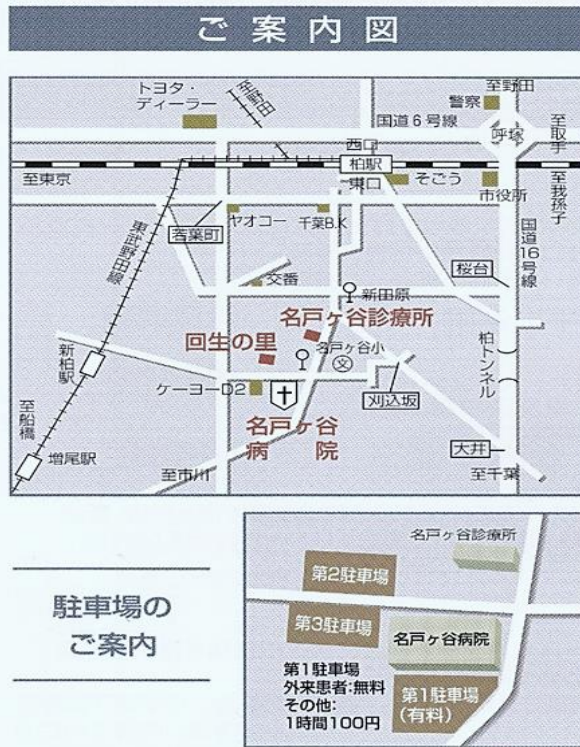 ご案内図
トヨタ・
ディーラー
至野田
警察
至野田
国道6号線
呼塚
至取手
西口
柏駅
東口
至東京
そごう
市役所
至我孫子
ヤオコー
千葉B.K
若葉町
東武野田線
国道16号線
桜台
交番
新田原
名戸ヶ谷診療所
回生の里
名戸ヶ谷小
文
新柏駅
ケーヨーD2
刈込坂
柏トンネル
名戸ヶ谷
病院
至船橋
増尾駅
至市川
大井
至千葉
駐車場の
ご案内
名戸ヶ谷診療所
第2駐車場
第3駐車場
名戸ヶ谷病院
第1駐車場
外来患者:無料
その他:
1時間100円
第1駐車場
(有料)